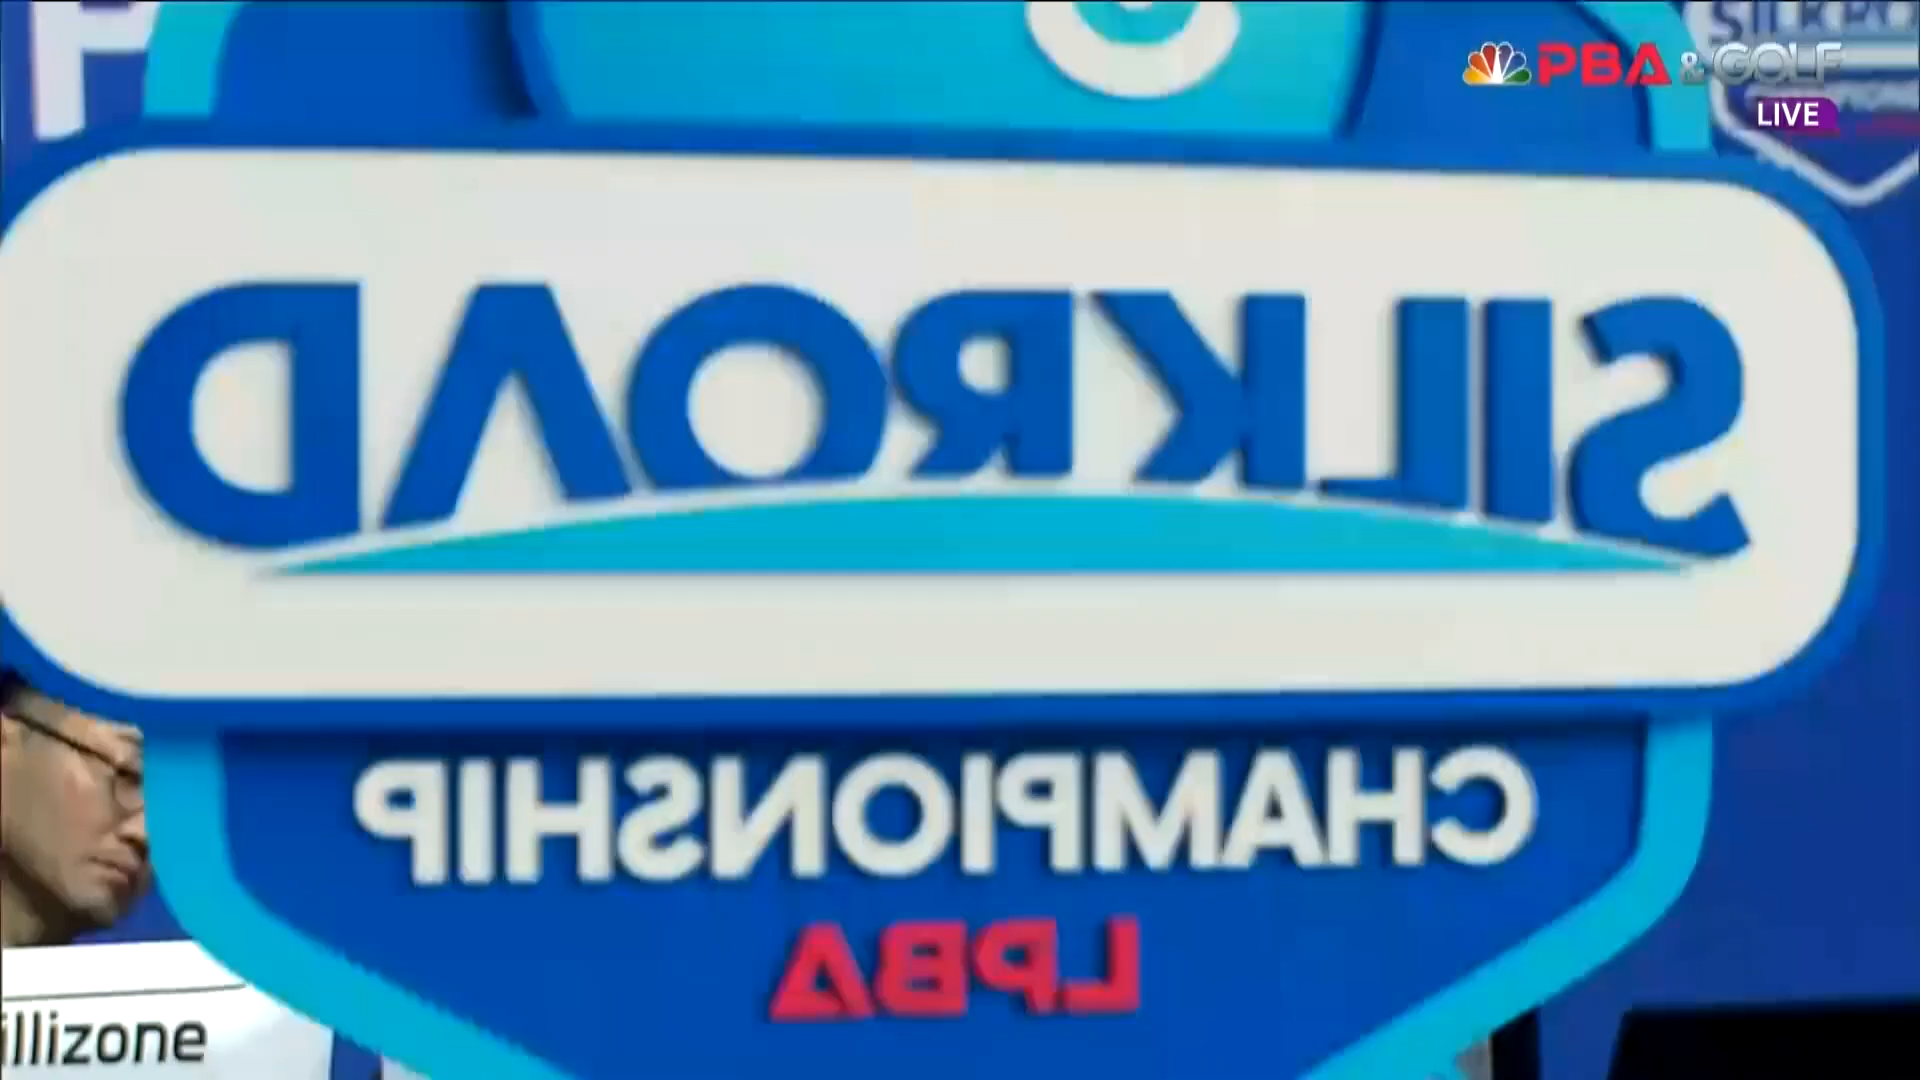 PBA & GOLF
LIVE
SILKROAD
CHAMPIONSHIP
LPBA
illizone